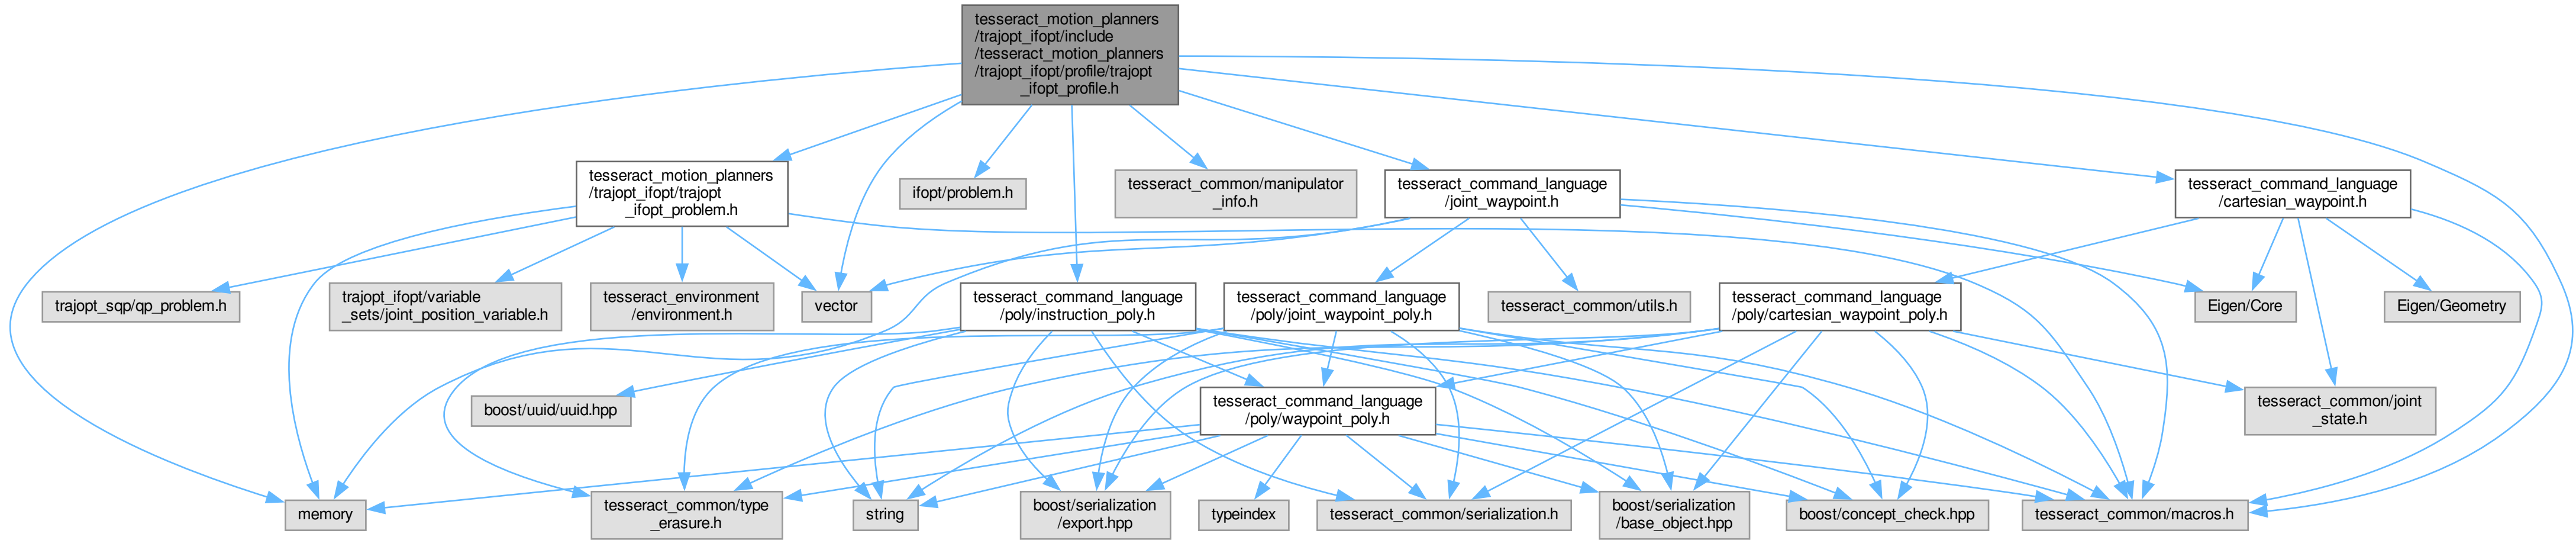 tesseract_motion_planners
/trajopt_ifopt/include
/tesseract_motion_planners
/trajopt_ifopt/profile/trajopt
_ifopt_profile.h
tesseract_motion_planners
/trajopt_ifopt/trajopt
_ifopt_problem.h
ifopt/problem.h
tesseract_common/manipulator
_info.h
tesseract_command_language
/joint_waypoint.h
tesseract_command_language
/cartesian_waypoint.h
trajopt_sqp/qp_problem.h
trajopt_ifopt/variable
_sets/joint_position_variable.h
tesseract_environment
/environment.h
vector
tesseract_command_language
/poly/instruction_poly.h
tesseract_command_language
/poly/joint_waypoint_poly.h
tesseract_common/utils.h
tesseract_command_language
/poly/cartesian_waypoint_poly.h
Eigen/Core
Eigen/Geometry
boost/uuid/uuid.hpp
tesseract_command_language
/poly/waypoint_poly.h
tesseract_common/joint
_state.h
memory
tesseract_common/type
_erasure.h
string
boost/serialization
/export.hpp
typeindex
tesseract_common/serialization.h
boost/serialization
/base_object.hpp
boost/concept_check.hpp
tesseract_common/macros.h